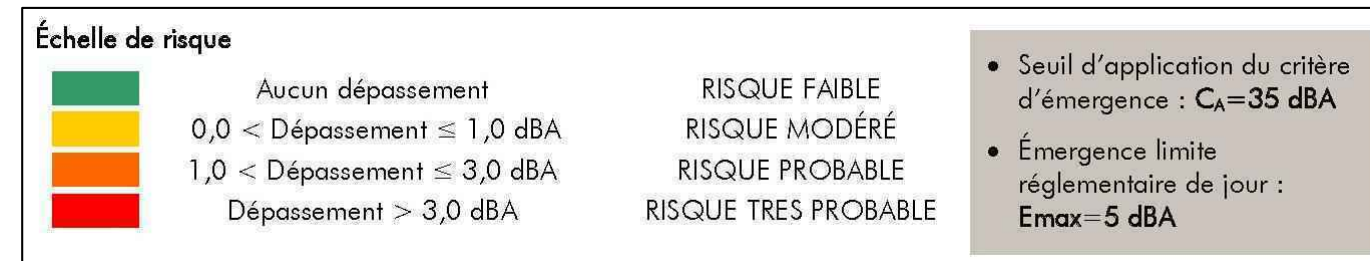 Échelle de risque
Aucun dépassement RISQUE FAIBLE
0,0 < Dépassement ≤ 1,0 dBA RISQUE MODÉRÉ
1,0 < Dépassement ≤ 3,0 dBA RISQUE PROBABLE
Dépassement > 3,0 dBA RISQUE TRES PROBABLE
• Seuil d'application du critère
d'émergence : CA=35 dBA
• Émergence limite
réglementaire de jour :
Emax=5 dBA